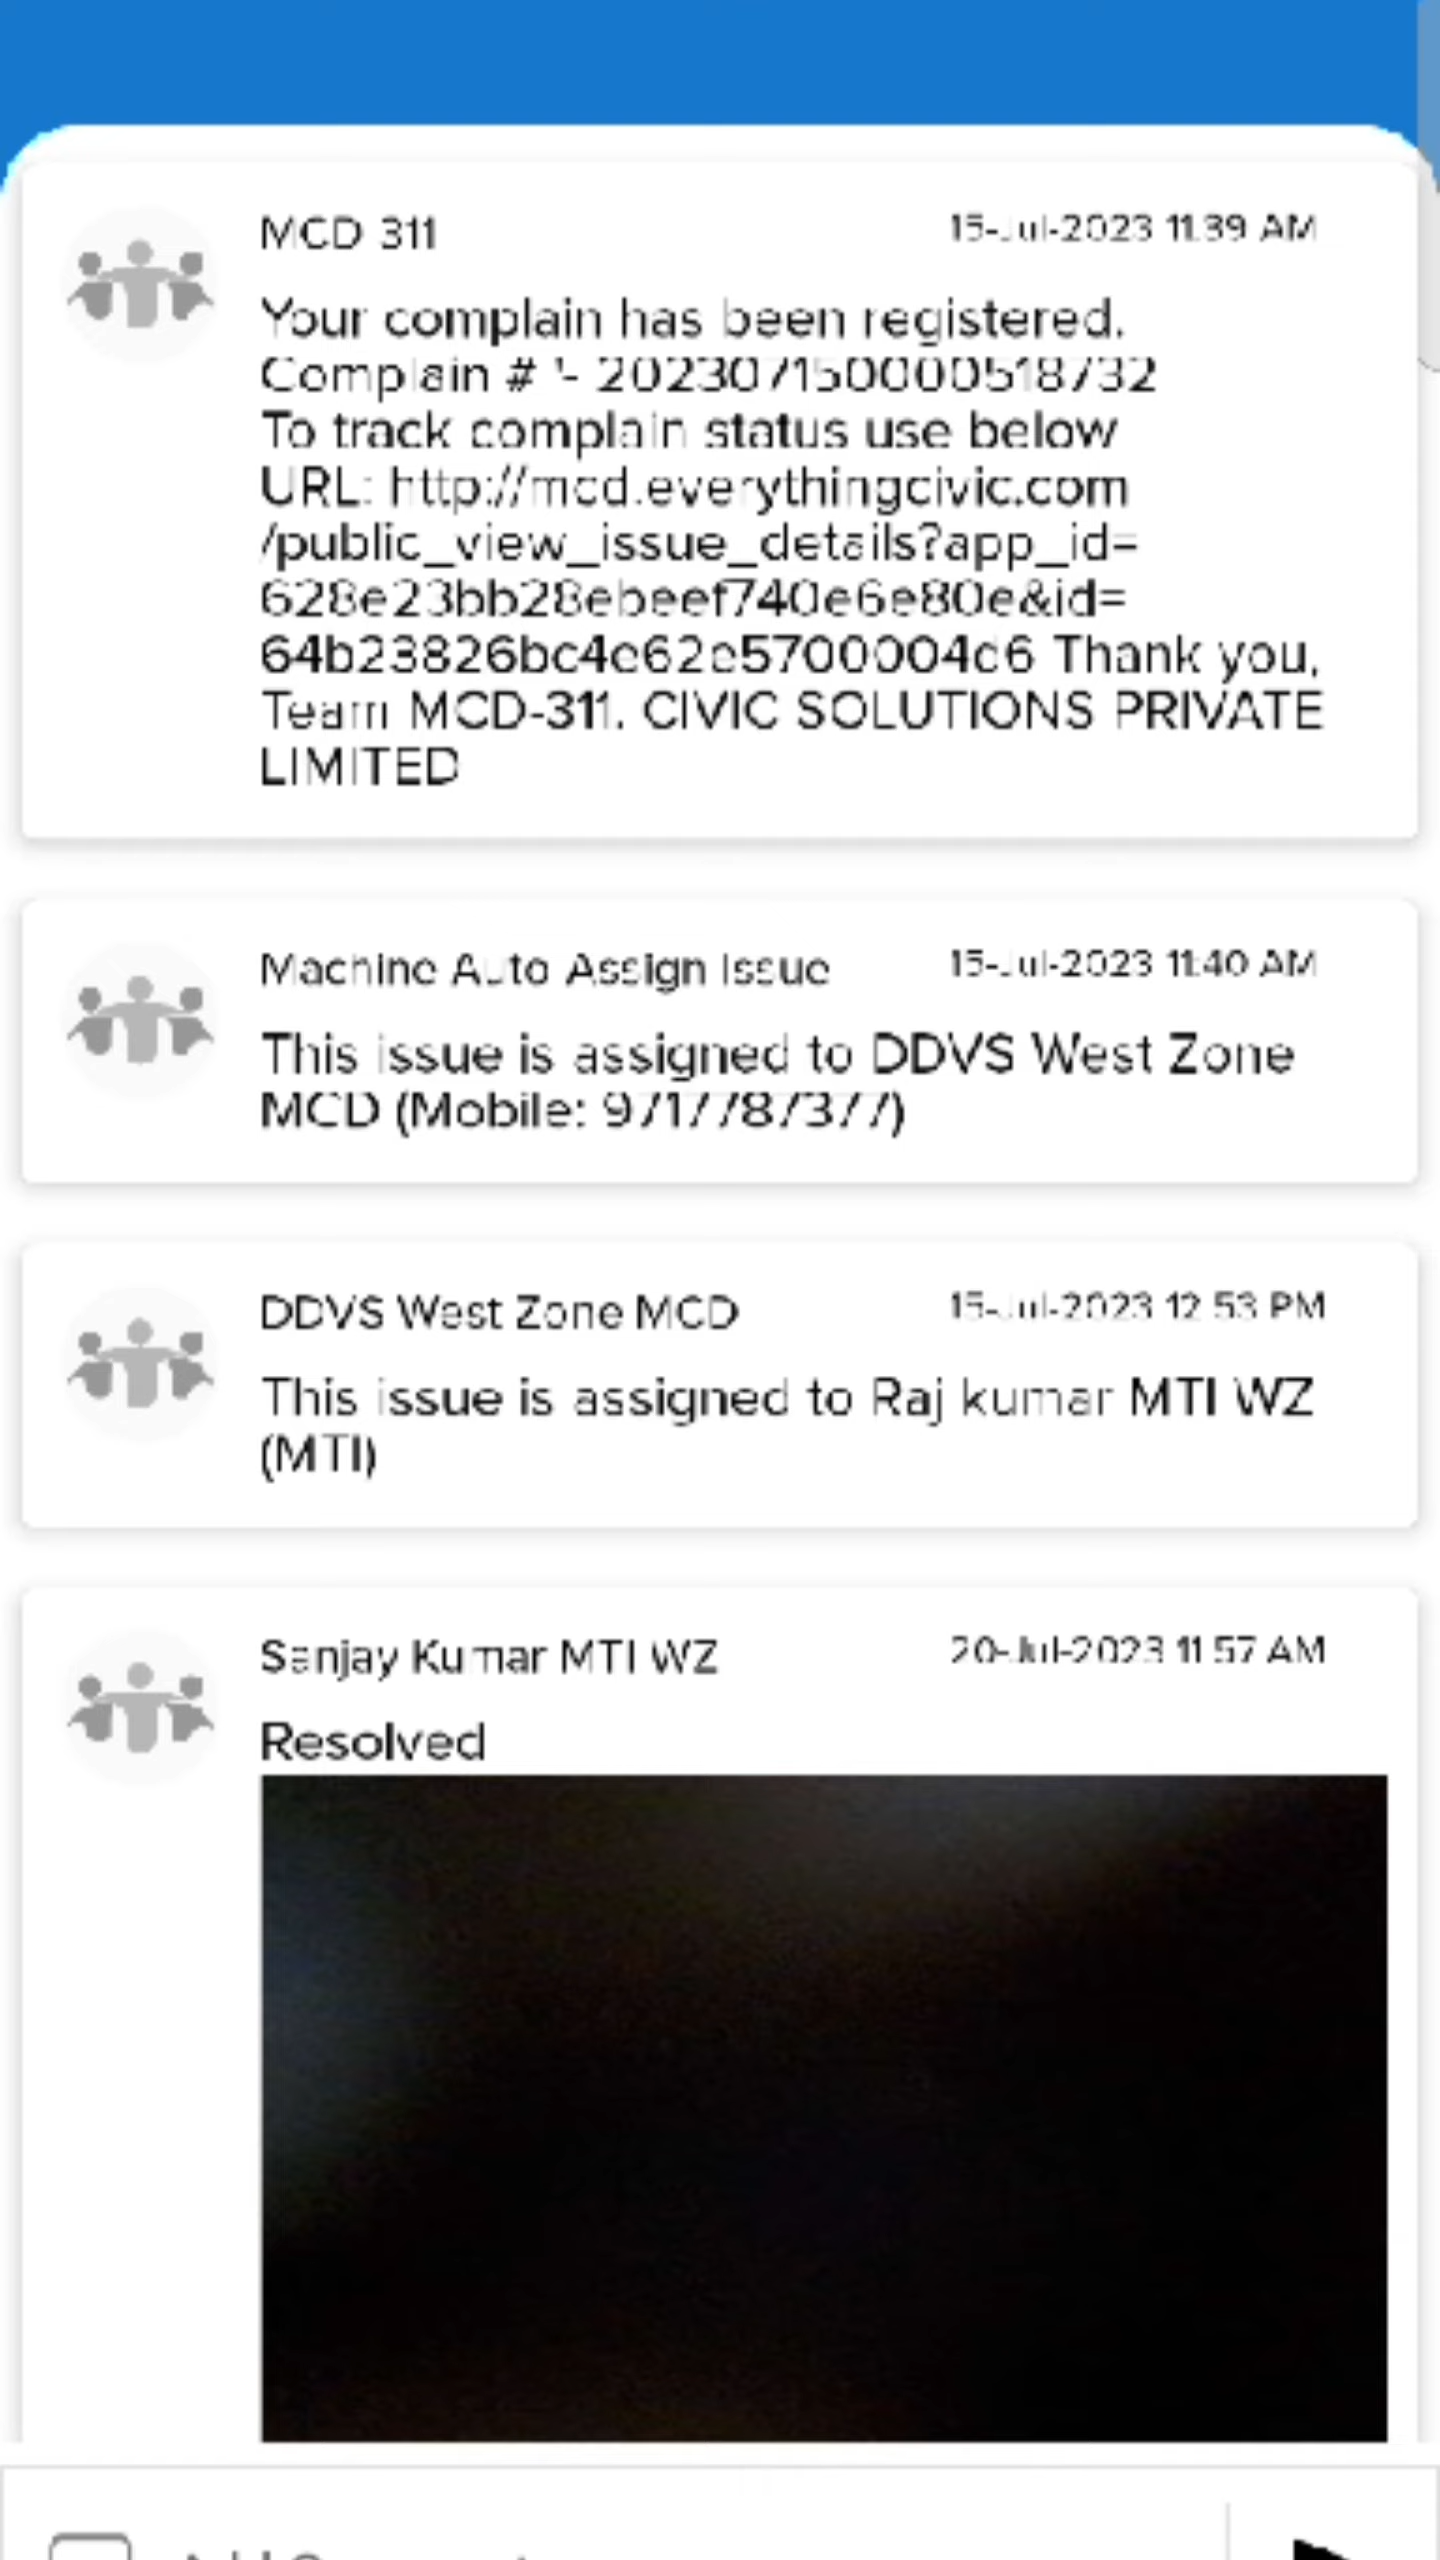 MCD 311
15-Jul-2023 11:39 AM
Your complain has been registered.
Complain # '- 202307150000518732
To track complain status use below
URL: http://mcd.everythingcivic.com
/public_view_issue_details?app_id=
628e23bb28ebeef740e6e80e&id=
64b23826bc4e62e5700004d6 Thank you,
Team MCD-311. CIVIC SOLUTIONS PRIVATE
LIMITED
Machine Auto Assign Issue
15-Jul-2023 11:40 AM
This issue is assigned to DDVS West Zone
MCD (Mobile: 9717787377)
DDVS West Zone MCD
15-Jul-2023 12:53 PM
This issue is assigned to Raj kumar MTI WZ
(MTI)
Sanjay Kumar MTI WZ
20-Jul-2023 11:57 AM
Resolved